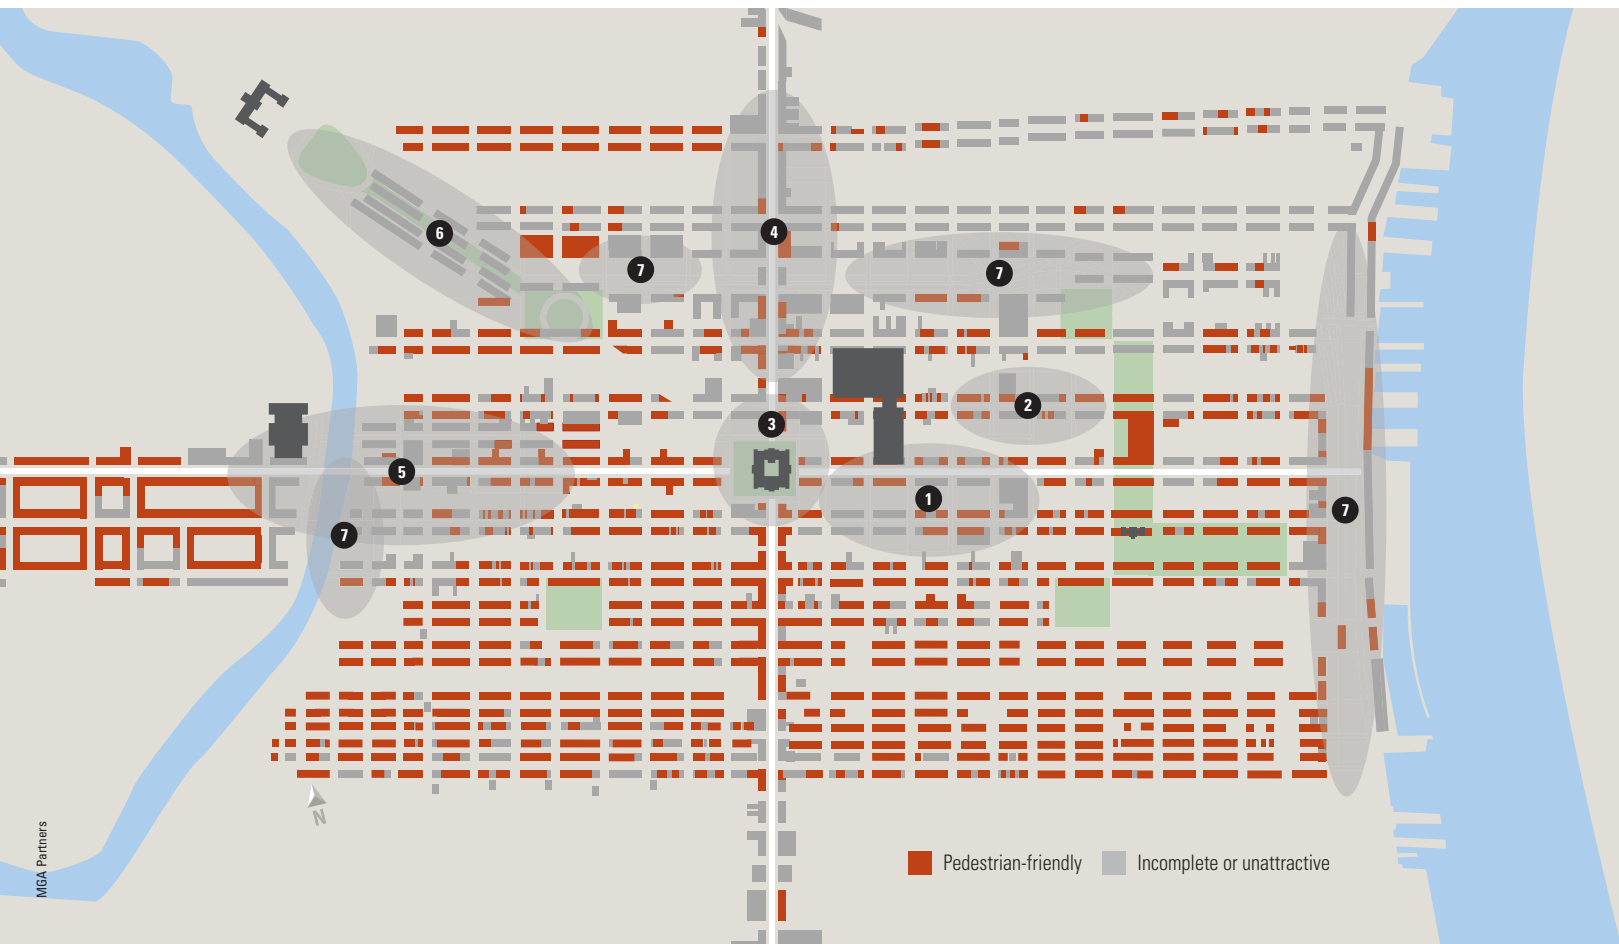 6
4
7
7
2
3
5
1
7
7
N
MGA Partners
Pedestrian-friendly
Incomplete or unattractive